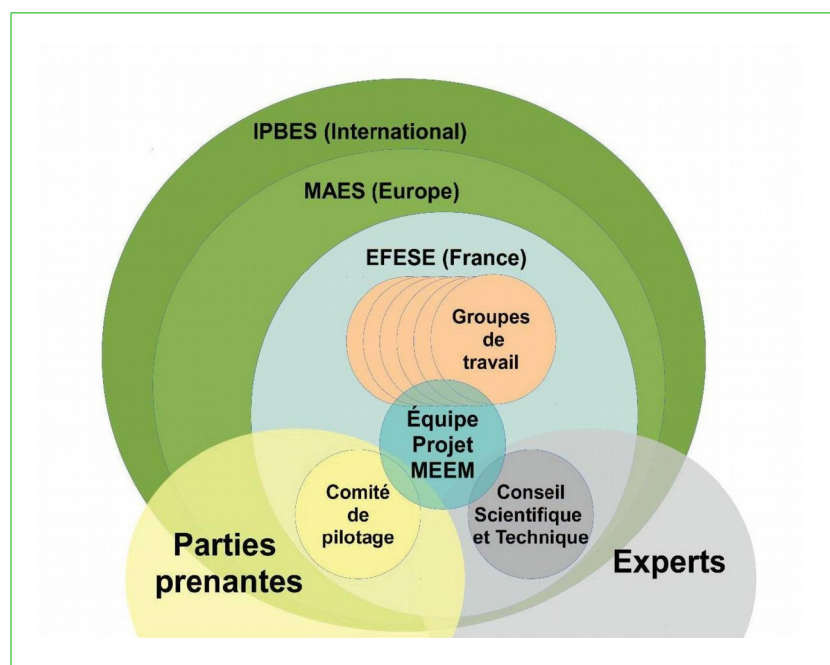 IPBES (International)
MAES (Europe)
EFESE (France)
Groupes
de
travail
Équipe
Projet
MEEM
Comité
de
pilotage
Conseil
Scientifique
et Technique
Parties
prenantes
Experts